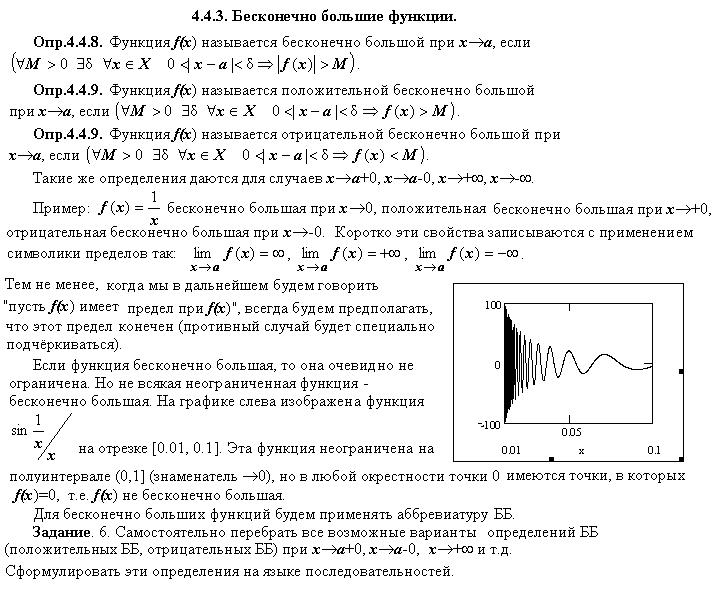 4.4.3. Бесконечно большие функции.
Опр.4.4.8. Функция f(x) называется бесконечно большой при x→a, если
(∀M > 0 ∃δ ∀x ∈ X 0 <| x − a |< δ ⇒ |f(x)| > M).
Опр.4.4.9. Функция f(x) называется положительной бесконечно большой
при x→a, если (∀M > 0 ∃δ ∀x ∈ X 0 <| x − a |< δ ⇒ f(x) > M).
Опр.4.4.9. Функция f(x) называется отрицательной бесконечно большой при
x→a, если (∀M > 0 ∃δ ∀x ∈ X 0 <| x − a |< δ ⇒ f(x) < M).
Такие же определения даются для случаев x→a+0, x→a-0, x→+∞, x→-∞.
Пример: f(x) = 1/x бесконечно большая при x→0, положительная бесконечно большая при x→+0,
отрицательная бесконечно большая при x→-0. Коротко эти свойства записываются с применением
символики пределов так: lim x→a f(x) = ∞, lim x→a f(x) = +∞, lim x→a f(x) = −∞.
Тем не менее, когда мы в дальнейшем будем говорить
"пусть f(x) имеет предел при f(x)", всегда будем предполагать,
что этот предел конечен (противный случай будет специально
подчёркиваться).
Если функция бесконечно большая, то она очевидно не
ограничена. Но не всякая неограниченная функция -
бесконечно большая. На графике слева изображена функция
sin 1/x / x на отрезке [0.01, 0.1]. Эта функция неограничена на
100
0
-100
0.05
0.01 x 0.1
полуинтервале (0,1] (знаменатель →0), но в любой окрестности точки 0 имеются точки, в которых
f(x)=0, т.е. f(x) не бесконечно большая.
Для бесконечно больших функций будем применять аббревиатуру ББ.
Задание. 6. Самостоятельно перебрать все возможные варианты определений ББ
(положительных ББ, отрицательных ББ) при x→a+0, x→a-0, x→+∞ и т.д.
Сформулировать эти определения на языке последовательностей.